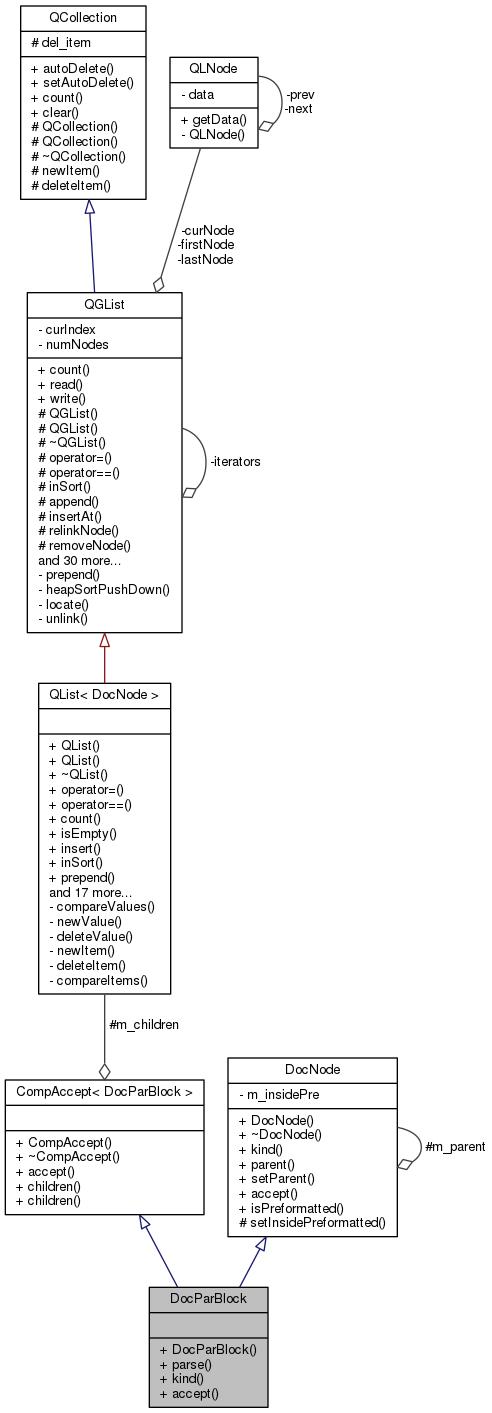 QCollection
# del_item
+ autoDelete()
+ setAutoDelete()
+ count()
+ clear()
# QCollection()
# QCollection()
# ~QCollection()
# newItem()
# deleteItem()
QLNode
- data
+ getData()
- QLNode()
-prev
-next
-curNode
-firstNode
-lastNode
QGList
- curIndex
- numNodes
+ count()
+ read()
+ write()
# QGList()
# QGList()
# ~QGList()
# operator=()
# operator==()
# inSort()
# append()
# insertAt()
# relinkNode()
# removeNode()
and 30 more...
- prepend()
- heapSortPushDown()
- locate()
- unlink()
-iterators
QList< DocNode >
+ QList()
+ QList()
+ ~QList()
+ operator=()
+ operator==()
+ count()
+ isEmpty()
+ insert()
+ inSort()
+ prepend()
and 17 more...
- compareValues()
- newValue()
- deleteValue()
- newItem()
- deleteItem()
- compareItems()
#m_children
CompAccept< DocParBlock >
+ CompAccept()
+ ~CompAccept()
+ accept()
+ children()
+ children()
DocNode
- m_insidePre
+ DocNode()
+ ~DocNode()
+ kind()
+ parent()
+ setParent()
+ accept()
+ isPreformatted()
# setInsidePreformatted()
#m_parent
DocParBlock
+ DocParBlock()
+ parse()
+ kind()
+ accept()